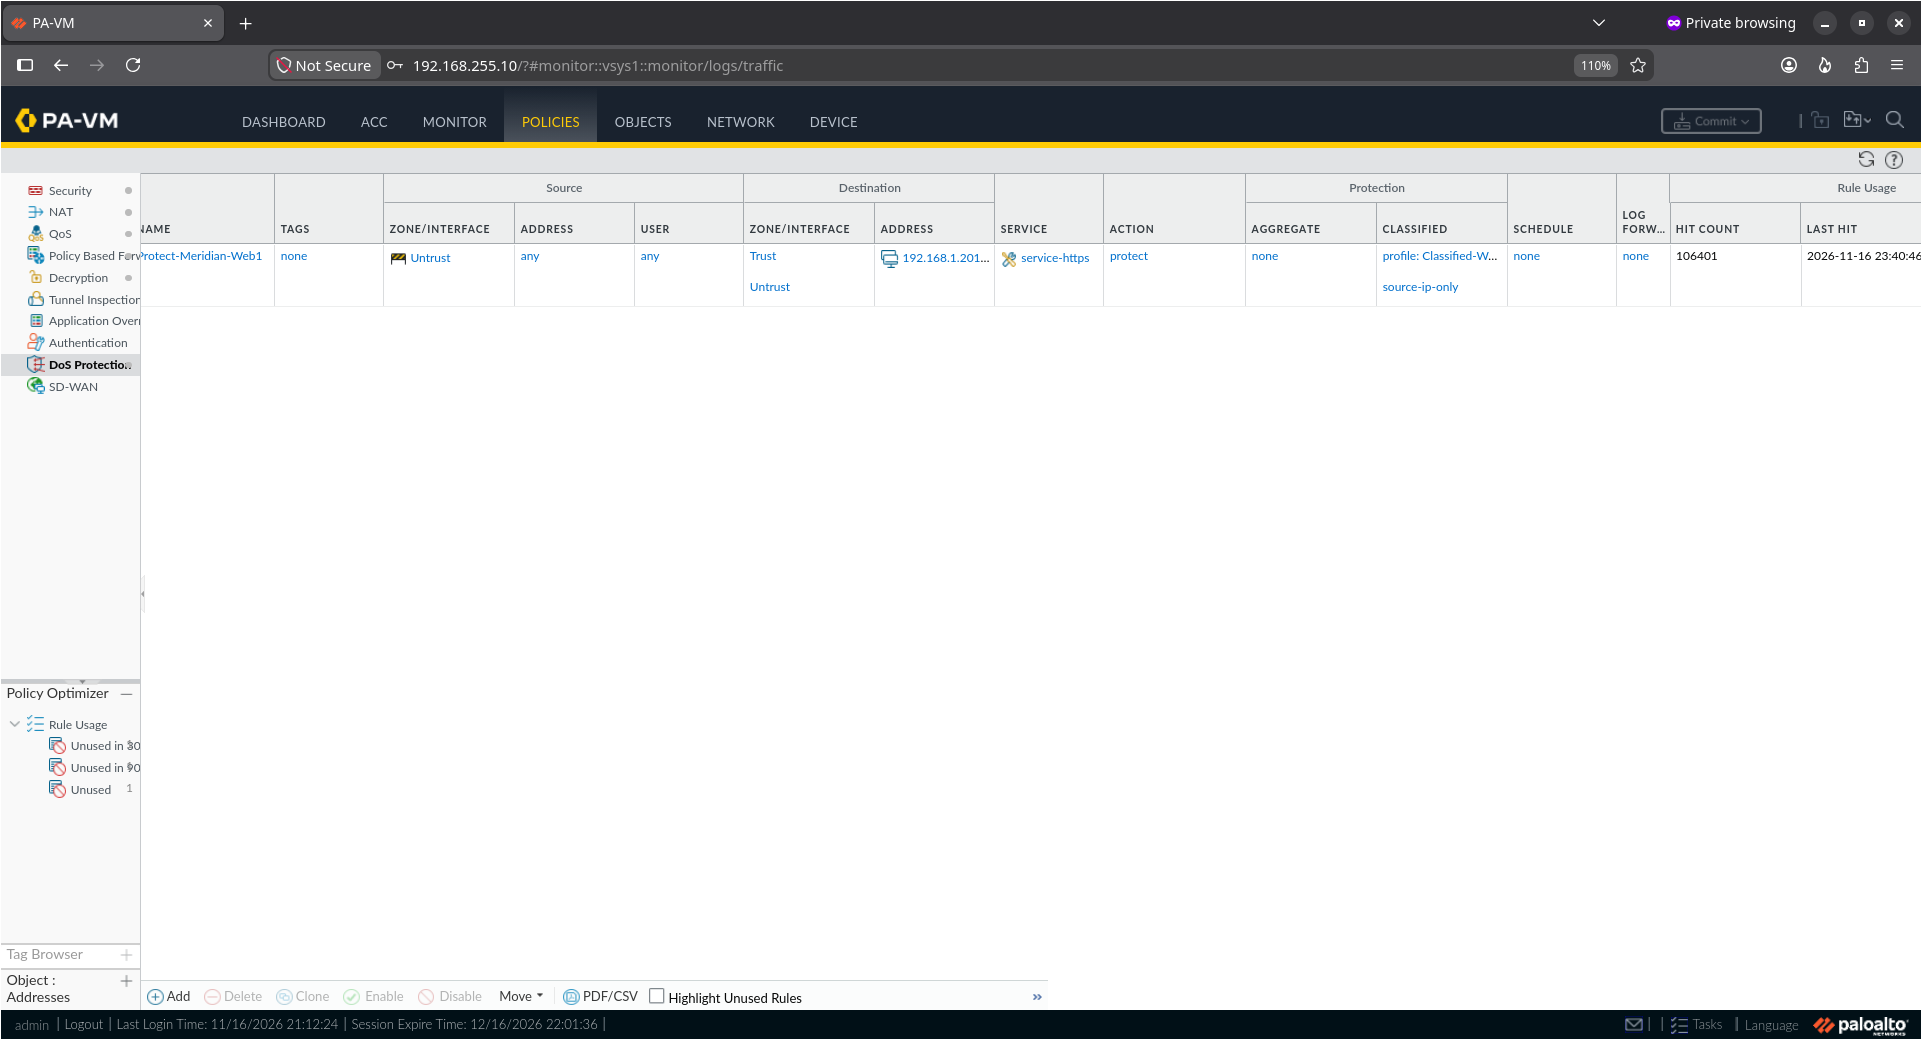 PA-VM
Private browsing
Not Secure
192.168.255.10/?#monitor::vsys1::monitor/logs/traffic
110%
PA-VM
DASHBOARD ACC MONITOR POLICIES OBJECTS NETWORK DEVICE
Commit
Security
NAT
QoS
Policy Based Forw
Decryption
Tunnel Inspection
Application Overr
Authentication
DoS Protectio..
SD-WAN
Source Destination Protection Rule Usage
NAME TAGS ZONE/INTERFACE ADDRESS USER ZONE/INTERFACE ADDRESS SERVICE ACTION AGGREGATE CLASSIFIED SCHEDULE LOG FORW... HIT COUNT LAST HIT
Protect-Meridian-Web1 none Untrust any any Trust 192.168.1.201... service-https protect none profile: Classified-W... none none 106401 2026-11-16 23:40:46
Untrust source-ip-only
Policy Optimizer
Rule Usage
Unused in 30
Unused in 90
Unused 1
Tag Browser
Object :
Addresses
Add Delete Clone Enable Disable Move PDF/CSV Highlight Unused Rules
admin | Logout | Last Login Time: 11/16/2026 21:12:24 | Session Expire Time: 12/16/2026 22:01:36 |
Tasks | Language
paloalto
NETWORKS